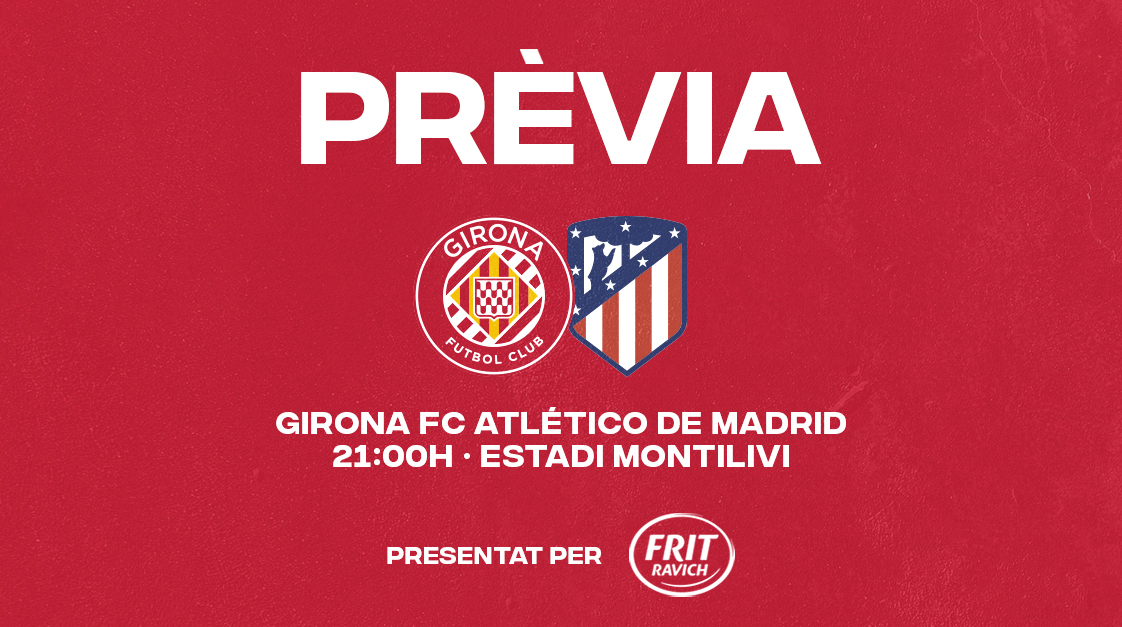 PRÈVIA
GIRONA
FUTBOL CLUB
GIRONA FC ATLÉTICO DE MADRID
21:00H · ESTADI MONTILIVI
PRESENTAT PER
FRIT
RAVICH